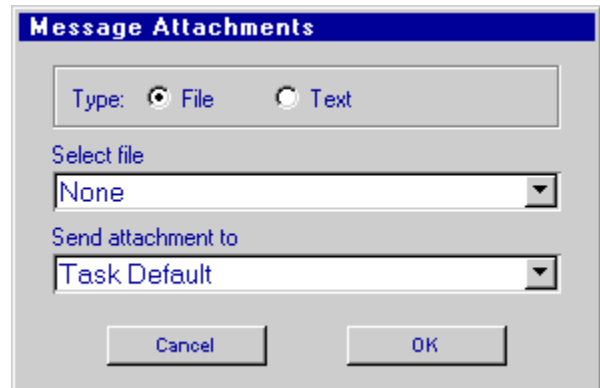 Message Attachments
Type: File Text
Select file
None
Send attachment to
Task Default
Cancel OK